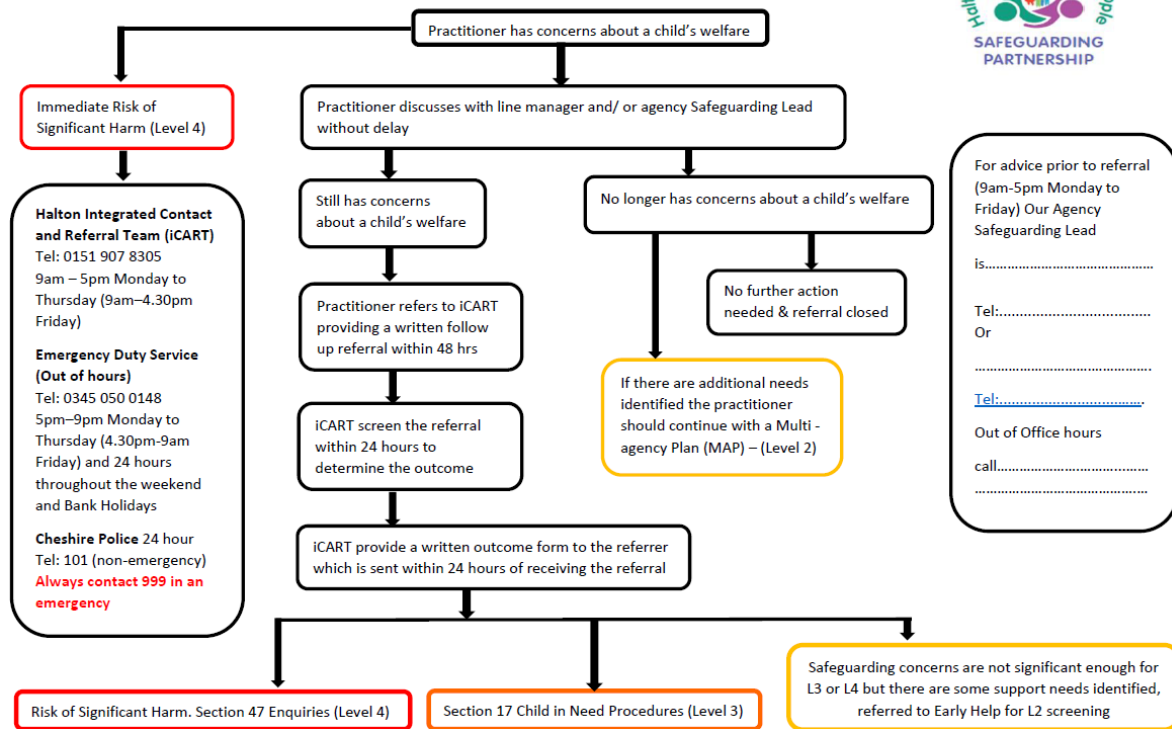 Halt
ople
SAFEGUARDING
PARTNERSHIP
Practitioner has concerns about a child's welfare
Immediate Risk of
Significant Harm (Level 4)
Practitioner discusses with line manager and/ or agency Safeguarding Lead
without delay
Halton Integrated Contact
and Referral Team (iCART)
Tel: 0151 907 8305
9am – 5pm Monday to
Thursday (9am–4.30pm
Friday)
Emergency Duty Service
(Out of hours)
Tel: 0345 050 0148
5pm–9pm Monday to
Thursday (4.30pm-9am
Friday) and 24 hours
throughout the weekend
and Bank Holidays
Cheshire Police 24 hour
Tel: 101 (non-emergency)
Always contact 999 in an
emergency
Still has concerns
about a child's welfare
No longer has concerns about a child's welfare
Practitioner refers to iCART
providing a written follow
up referral within 48 hrs
No further action
needed & referral closed
If there are additional needs
identified the practitioner
should continue with a Multi -
agency Plan (MAP) – (Level 2)
iCART screen the referral
within 24 hours to
determine the outcome
iCART provide a written outcome form to the referrer
which is sent within 24 hours of receiving the referral
For advice prior to referral
(9am-5pm Monday to
Friday) Our Agency
Safeguarding Lead
is……………………………………
Tel:...................................
Or
…………………………………….
Tel:……………………………….
Out of Office hours
call………………………………
……………………………………
Risk of Significant Harm. Section 47 Enquiries (Level 4)
Section 17 Child in Need Procedures (Level 3)
Safeguarding concerns are not significant enough for
L3 or L4 but there are some support needs identified,
referred to Early Help for L2 screening